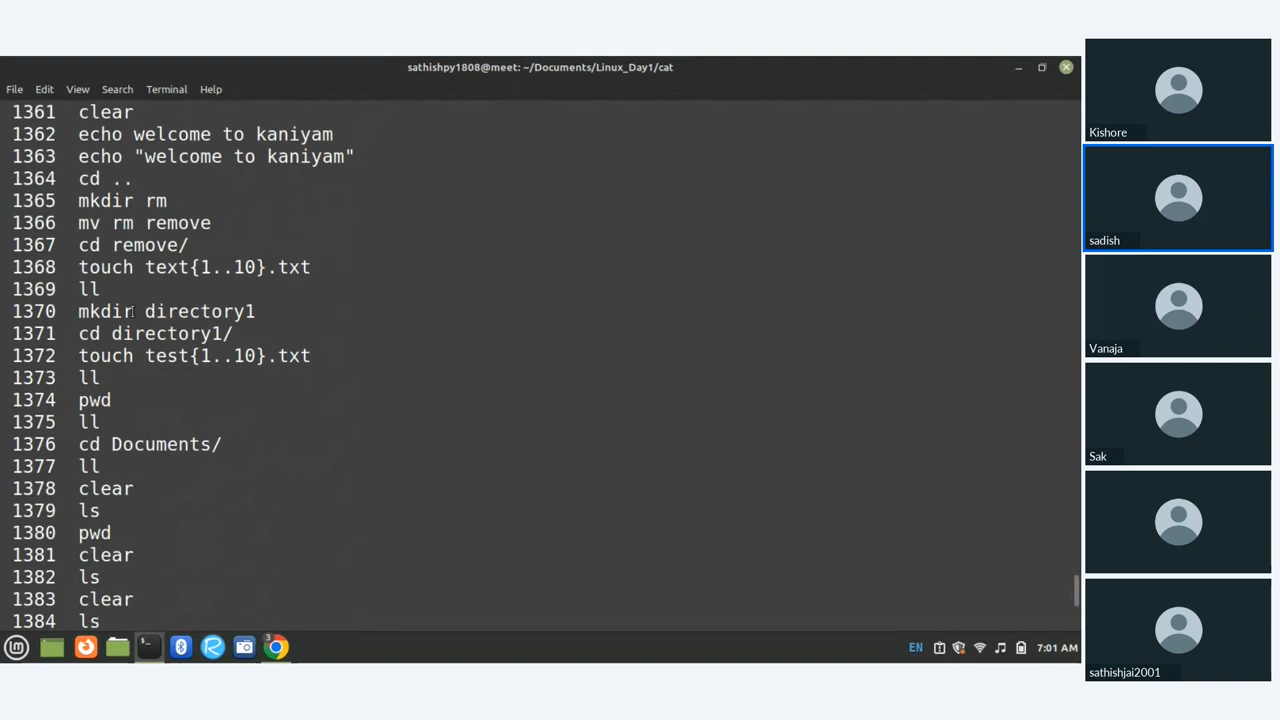 sathishpy1808@meet: ~/Documents/Linux_Day1/cat
File Edit View Search Terminal Help
1361 clear
1362 echo welcome to kaniyam
1363 echo "welcome to kaniyam"
1364 cd ..
1365 mkdir rm
1366 mv rm remove
1367 cd remove/
1368 touch text{1..10}.txt
1369 ll
1370 mkdir directory1
1371 cd directory1/
1372 touch test{1..10}.txt
1373 ll
1374 pwd
1375 ll
1376 cd Documents/
1377 ll
1378 clear
1379 ls
1380 pwd
1381 clear
1382 ls
1383 clear
1384 ls
3
EN
7:01 AM
Kishore
sadish
Vanaja
Sak
sathishjai2001